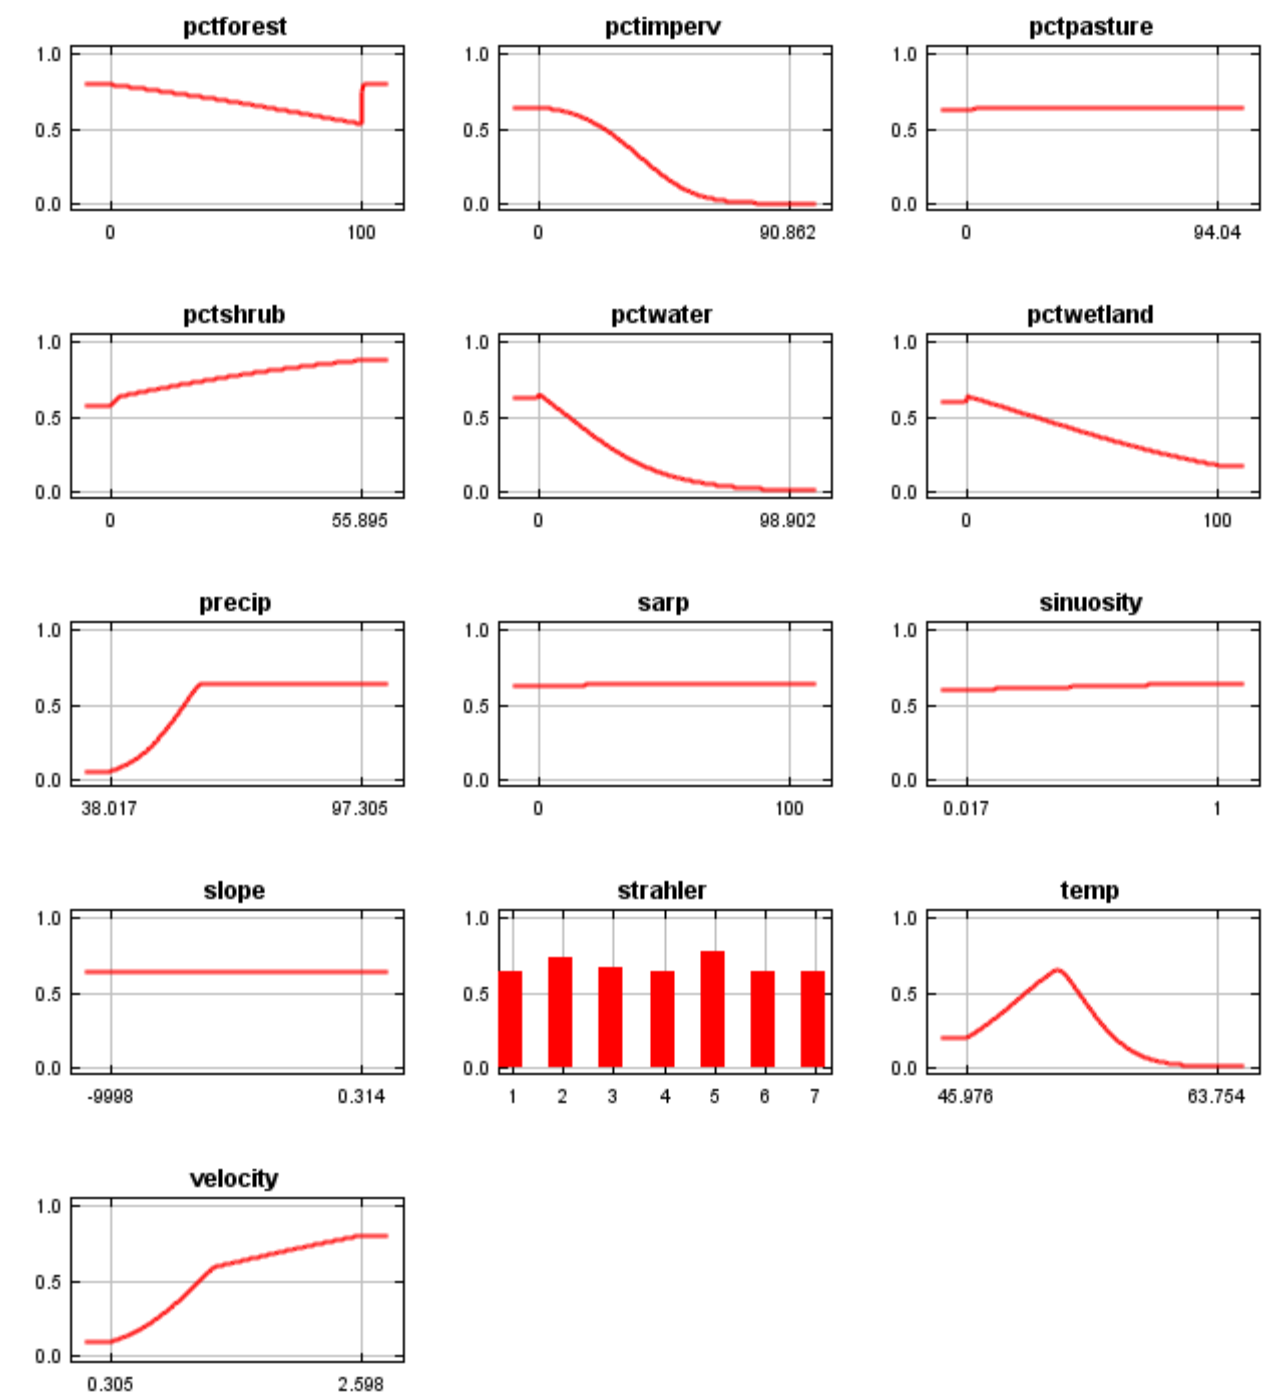 pctforest pctimperv pctpasture
1.0 1.0 1.0
0.5 0.5 0.5
0.0 0.0 0.0
0 100 0 90.862 0 94.04
pctshrub pctwater pctwetland
1.0 1.0 1.0
0.5 0.5 0.5
0.0 0.0 0.0
0 55.895 0 98.902 0 100
precip sarp sinuosity
1.0 1.0 1.0
0.5 0.5 0.5
0.0 0.0 0.0
38.017 97.305 0 100 0.017 1
slope strahler temp
1.0 1.0 1.0
0.5 0.5 0.5
0.0 0.0 0.0
-9998 0.314 1 2 3 4 5 6 7 45.976 63.754
velocity
1.0
0.5
0.0
0.305 2.598